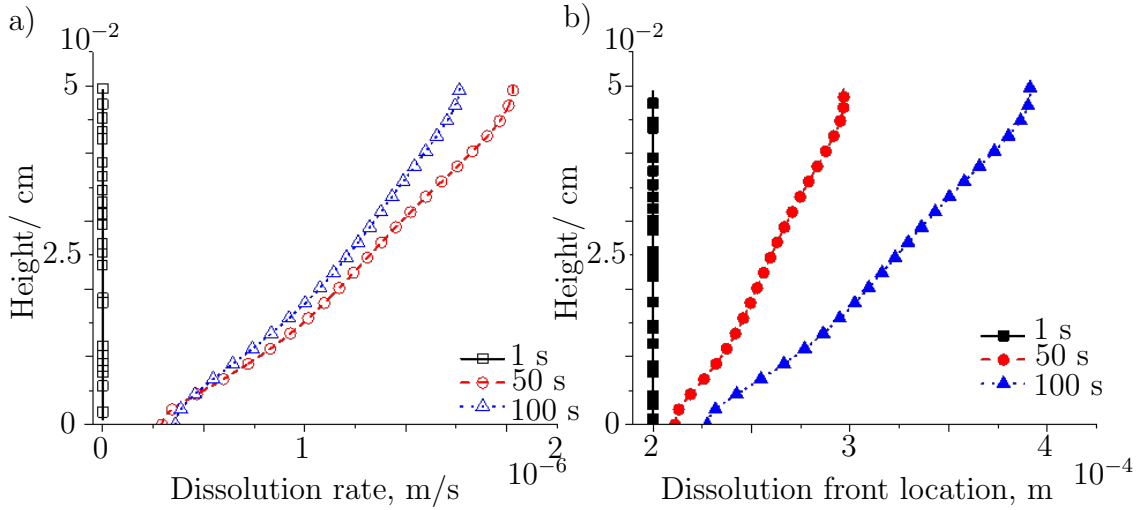 a)
10⁻²
5
2.5
0
Height/ cm
1 s
50 s
100 s
0
1
2
10⁻⁶
Dissolution rate, m/s
b)
10⁻²
5
2.5
0
Height/ cm
1 s
50 s
100 s
2
3
4
10⁻⁴
Dissolution front location, m